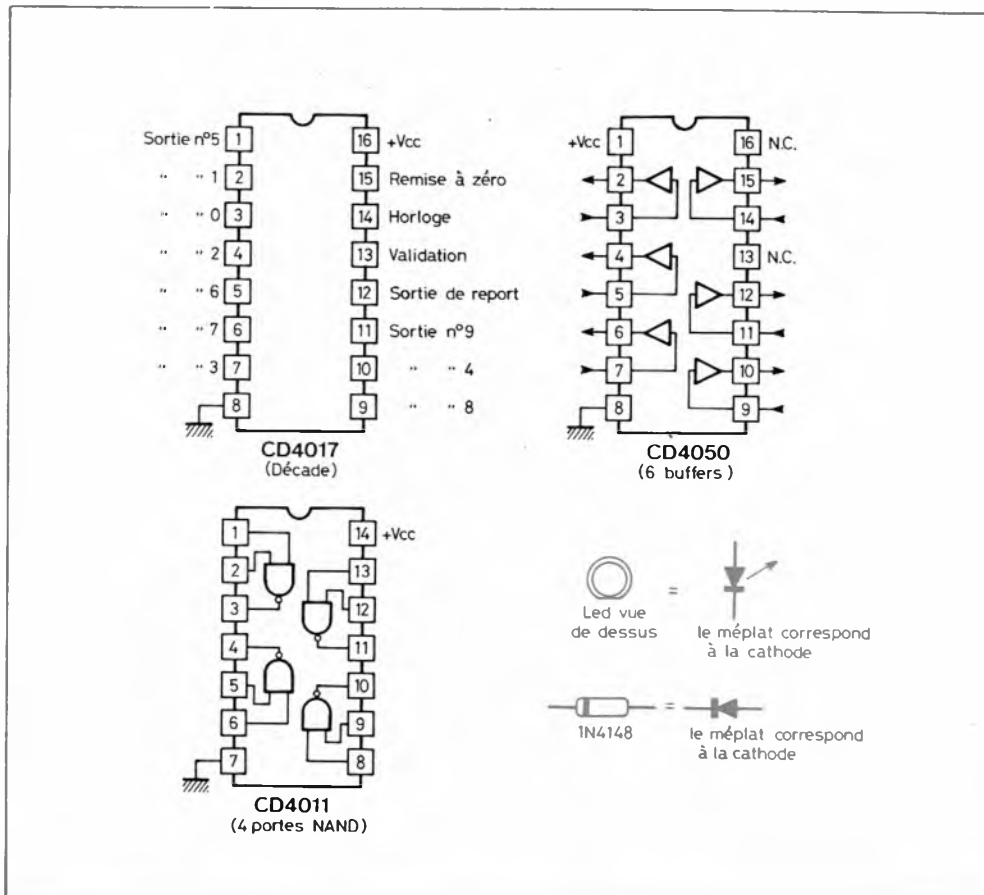 Sortie n°5 1 16 +Vcc
" " 1 2 15 Remise à zéro
" " 0 3 14 Horloge
" " 2 4 13 Validation
" " 6 5 12 Sortie de report
" " 7 6 11 Sortie n°9
" " 3 7 10 " " 4
8 9 " " 8
CD4017
(Décade)
+Vcc 1 16 N.C.
2 15
3 14
4 13 N.C.
5 12
6 11
7 10
8 9
CD4050
(6 buffers)
1 14 +Vcc
2 13
3 12
4 11
5 10
6 9
7 8
CD4011
(4 portes NAND)
Led vue
de dessus
=
le méplat correspond
à la cathode
1N4148
=
le méplat correspond
à la cathode